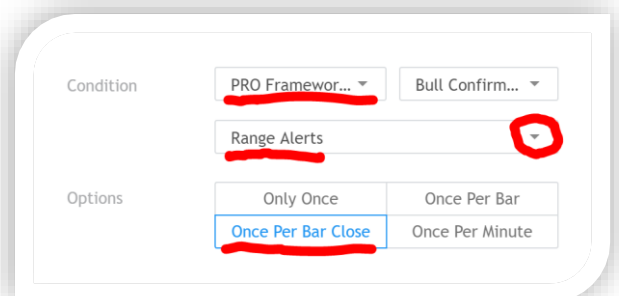 Condition PRO Framewor... Bull Confirm...
Range Alerts
Options Only Once Once Per Bar
Once Per Bar Close Once Per Minute